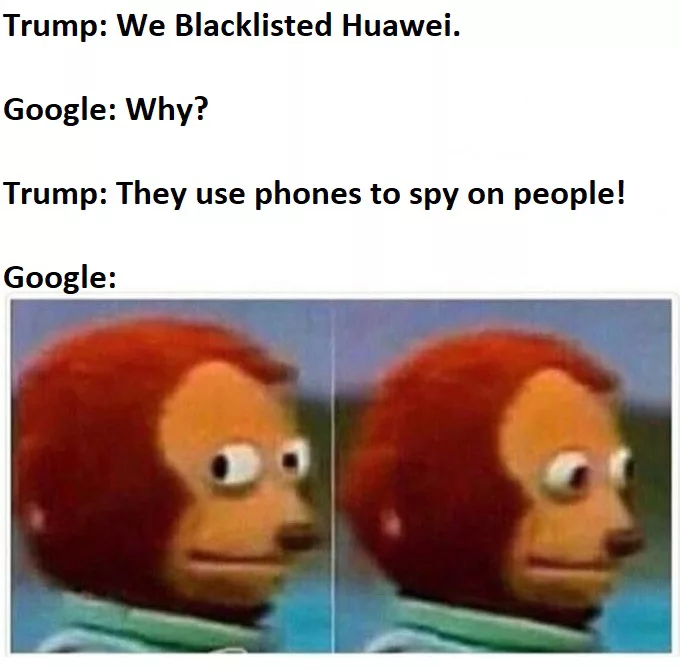 Trump: We Blacklisted Huawei.
Google: Why?
Trump: They use phones to spy on people!
Google: